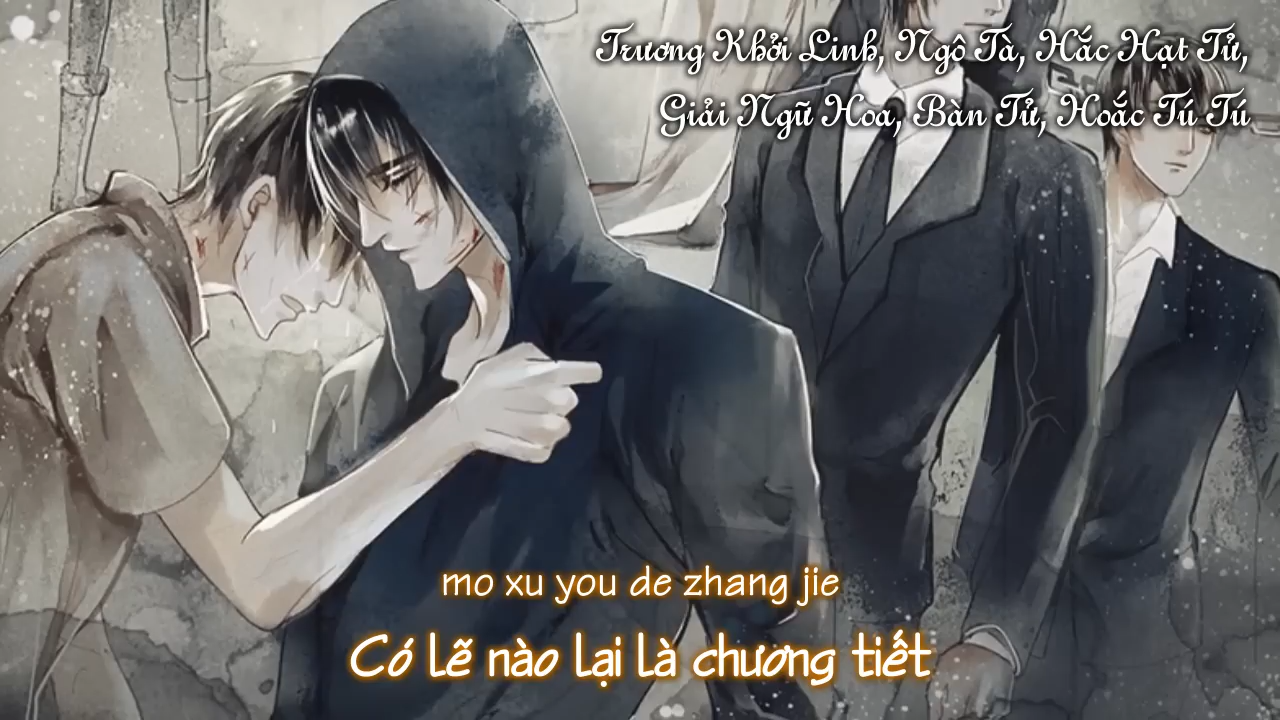 Trương Khởi Linh, Ngô Tà, Hắc Hạt Tử,
Giải Ngữ Hoa, Bàn Tử, Hoắc Tú Tú
mo xu you de zhang jie
Có lẽ nào lại là chương tiết